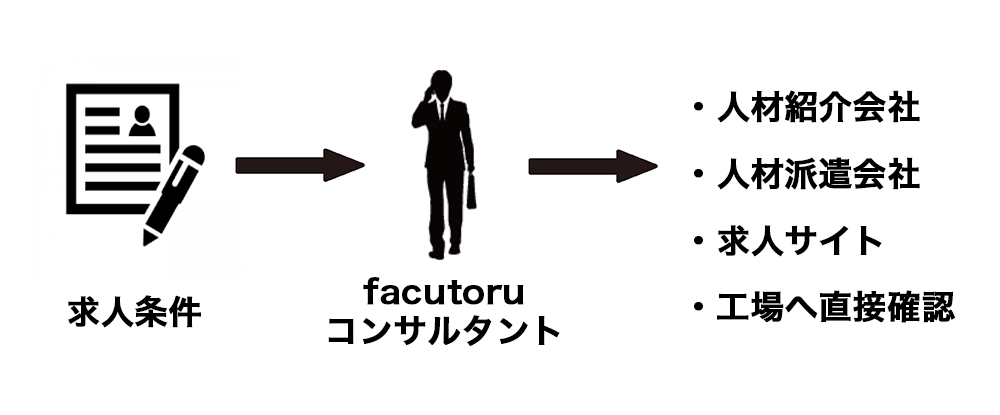 求人条件
facutoru
コンサルタント
・人材紹介会社
・人材派遣会社
・求人サイト
・工場へ直接確認